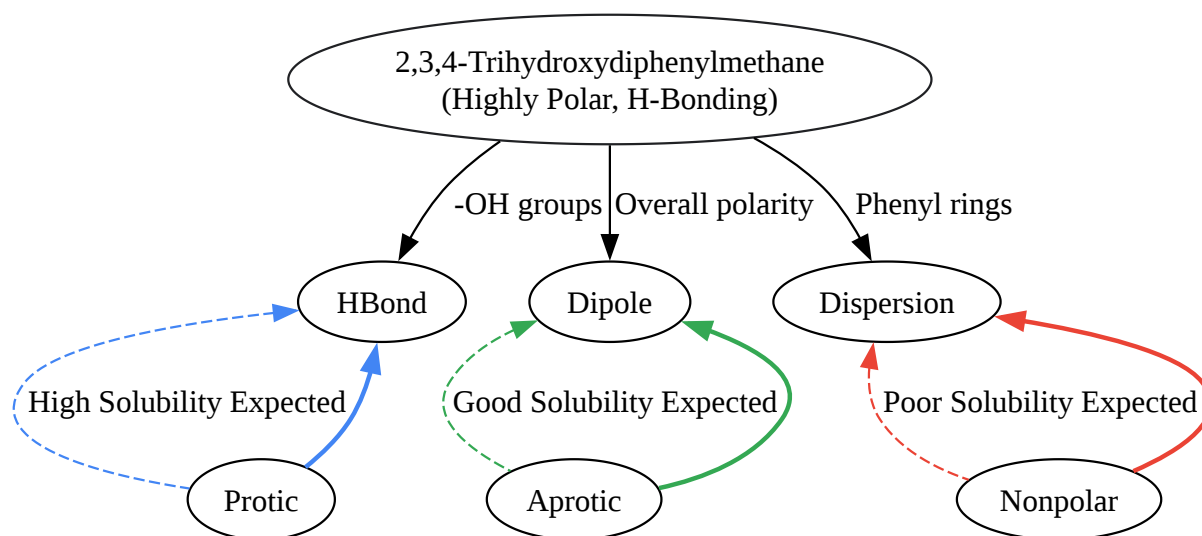 2,3,4-Trihydroxydiphenylmethane
(Highly Polar, H-Bonding)
-OH groups
Overall polarity
Phenyl rings
HBond
Dipole
Dispersion
High Solubility Expected
Good Solubility Expected
Poor Solubility Expected
Protic
Aprotic
Nonpolar